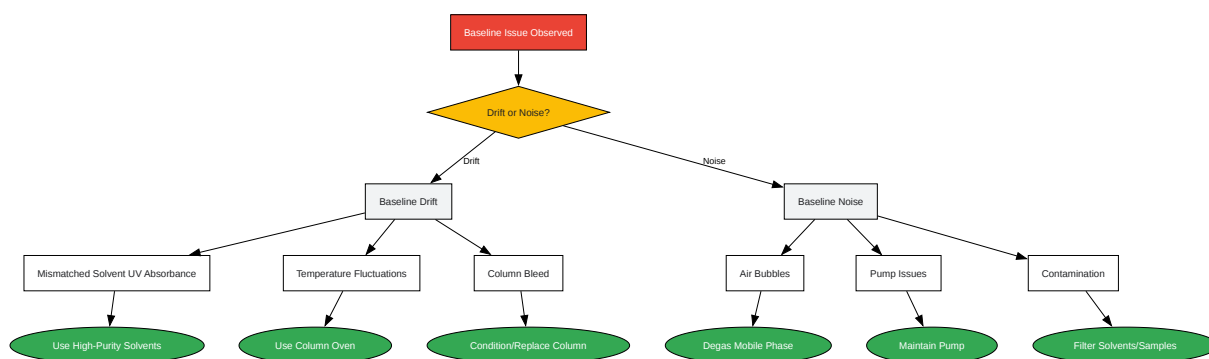 Baseline Issue Observed
Drift or Noise?
Drift
Noise
Baseline Drift
Baseline Noise
Mismatched Solvent UV Absorbance
Temperature Fluctuations
Column Bleed
Air Bubbles
Pump Issues
Contamination
Use High-Purity Solvents
Use Column Oven
Condition/Replace Column
Degas Mobile Phase
Maintain Pump
Filter Solvents/Samples